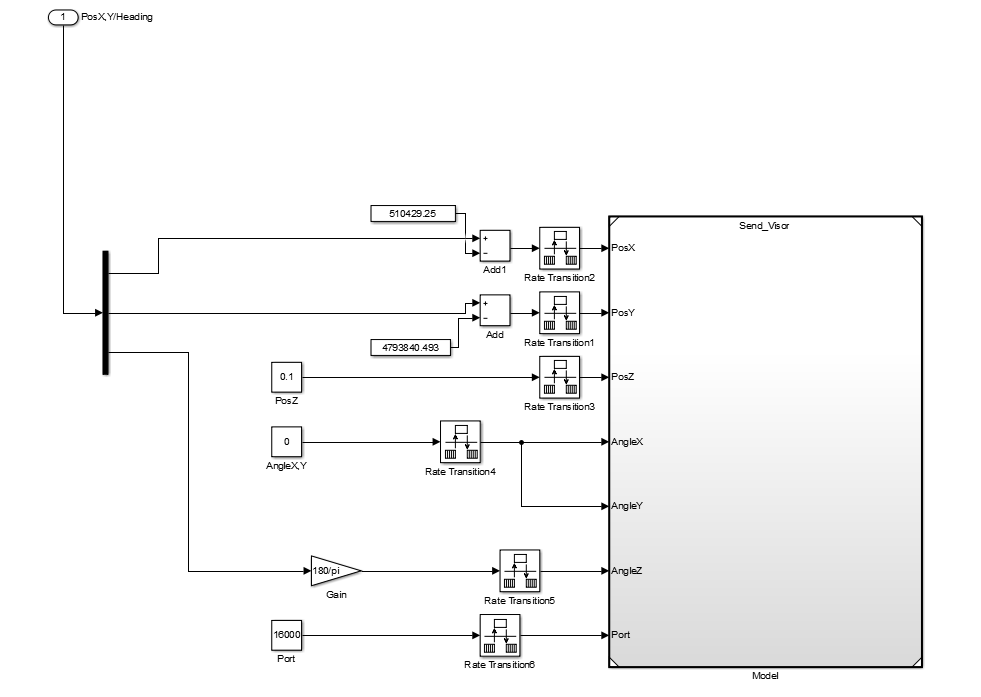 1 PosX,Y/Heading
510429.25
Send_Visor
+
−
Add1
Rate Transition2
PosX
+
−
Add
Rate Transition1
PosY
4793840.493
0.1
PosZ
Rate Transition3
PosZ
0
AngleX,Y
Rate Transition4
AngleX
AngleY
180/pi
Gain
Rate Transition5
AngleZ
16000
Port
Rate Transition6
Port
Model